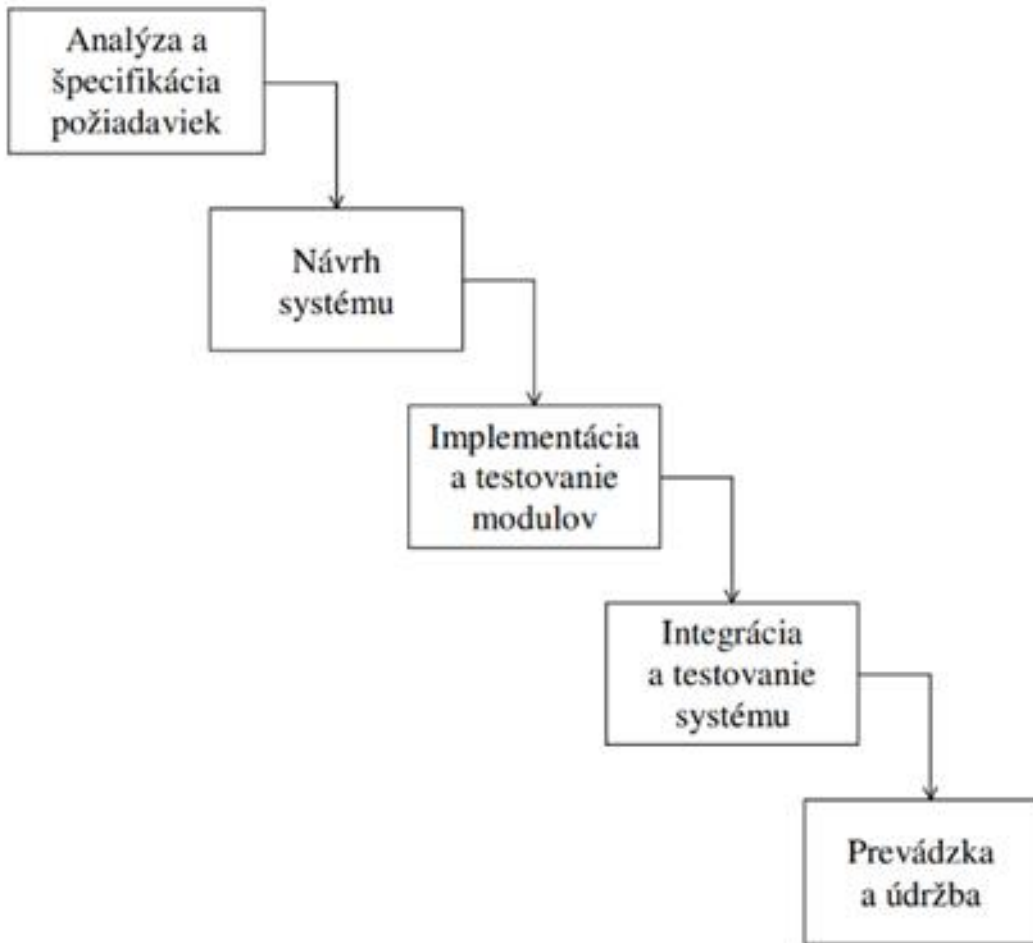 Analýza a
špecifikácia
požiadaviek
Návrh
systému
Implementácia
a testovanie
modulov
Integrácia
a testovanie
systému
Prevádzka
a údržba